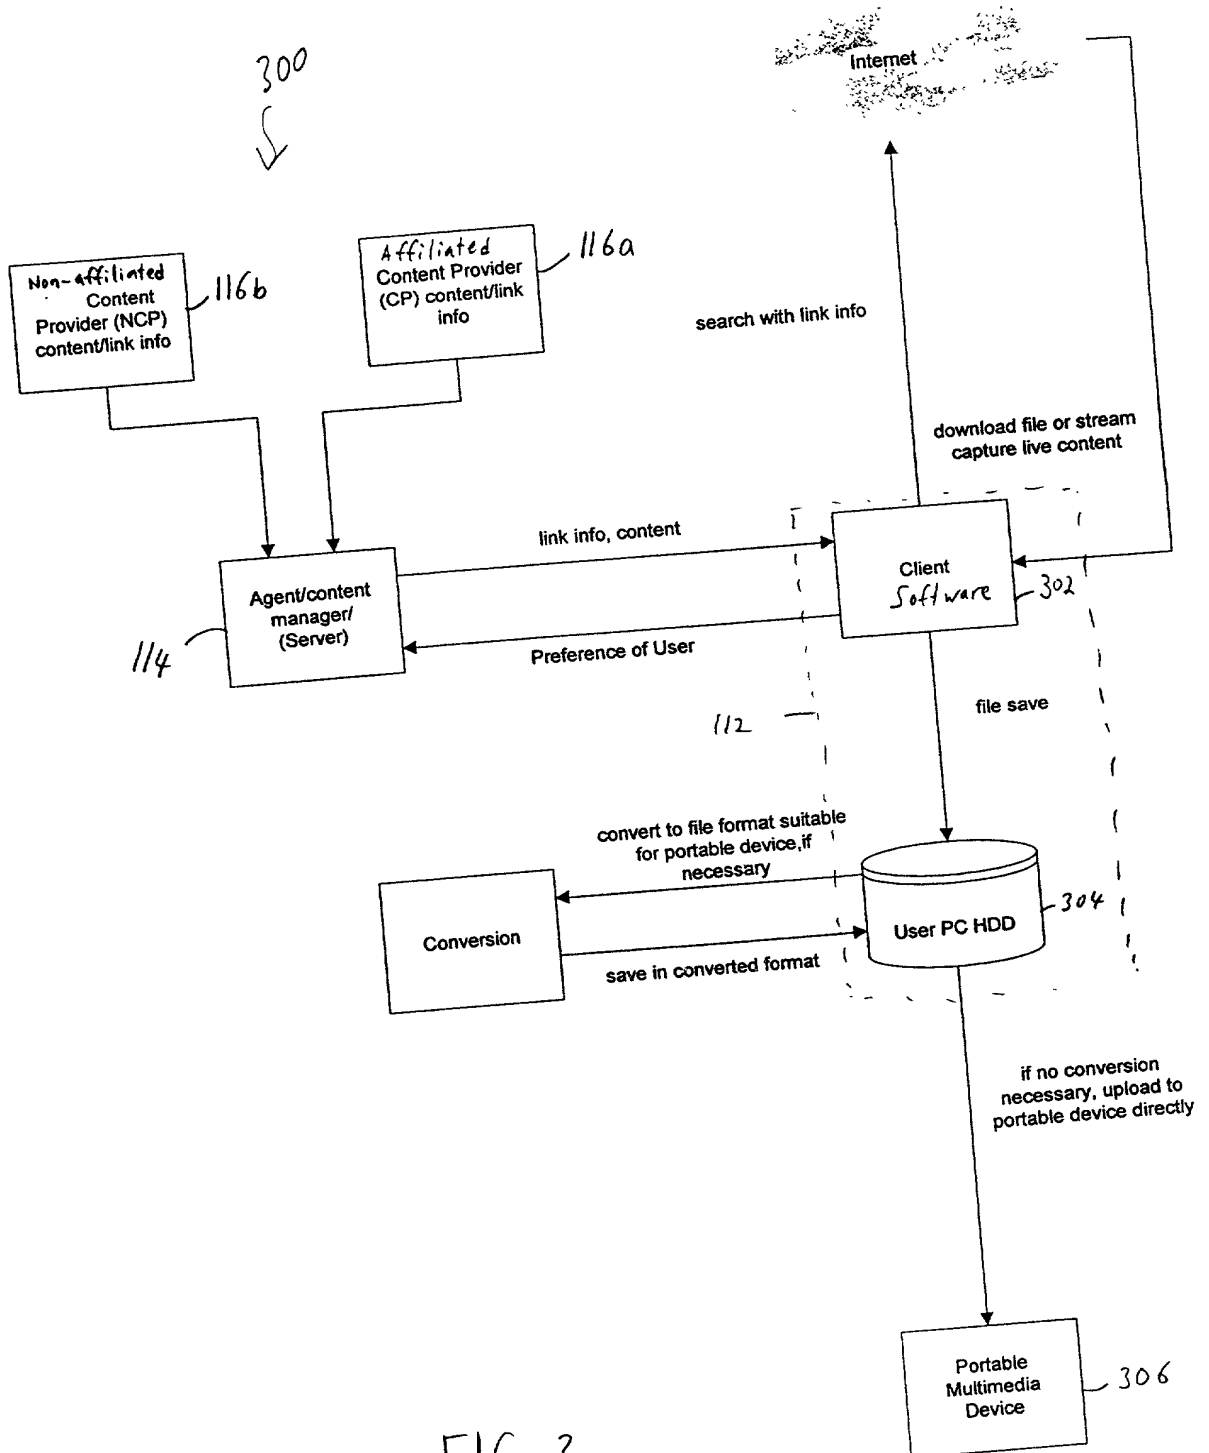 300
Internet
Non-affiliated
Content
Provider (NCP)
content/link info
116b
Affiliated
Content Provider
(CP) content/link
info
116a
search with link info
download file or stream
capture live content
link info, content
Agent/content
manager/
(Server)
114
Preference of User
Client
Software
302
112
file save
convert to file format suitable
for portable device,if
necessary
Conversion
save in converted format
User PC HDD
304
if no conversion
necessary, upload to
portable device directly
Portable
Multimedia
Device
306